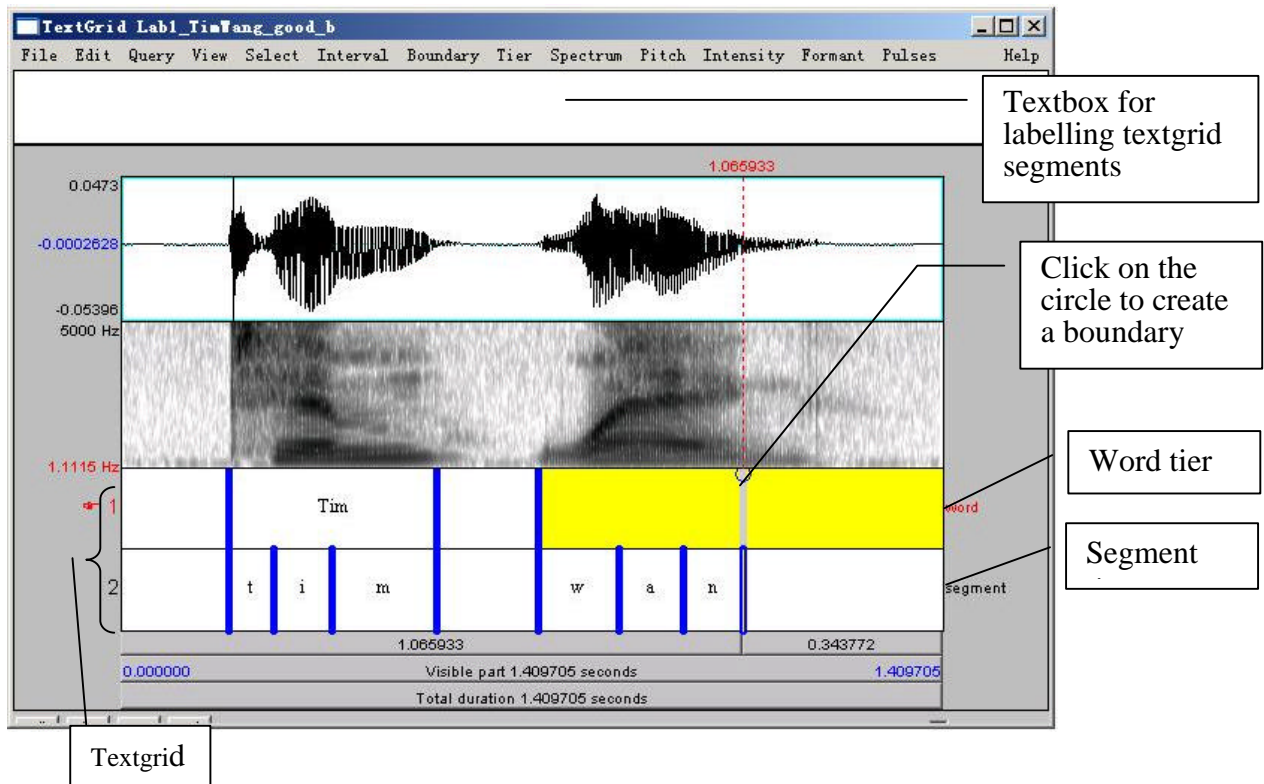 TextGrid Lab1_TimWang_good_b
File Edit Query View Select Interval Boundary Tier Spectrum Pitch Intensity Formant Pulses Help
Textbox for
labelling textgrid
segments
1.065933
0.0473
-0.0002628
-0.05396
5000 Hz
Click on the
circle to create
a boundary
1.1115 Hz
1
Tim
word
Word tier
2
t i m w a n
segment
Segment
1.065933 0.343772
0.000000 Visible part 1.409705 seconds 1.409705
Total duration 1.409705 seconds
Textgrid